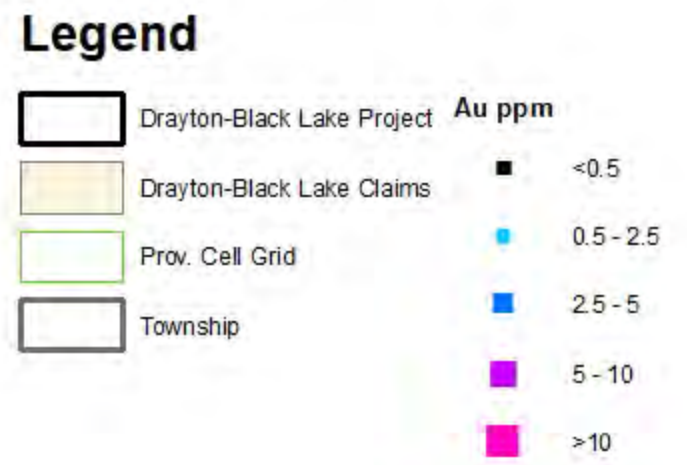 Legend
Drayton-Black Lake Project
Drayton-Black Lake Claims
Prov. Cell Grid
Township
Au ppm
<0.5
0.5 - 2.5
2.5 - 5
5 - 10
>10